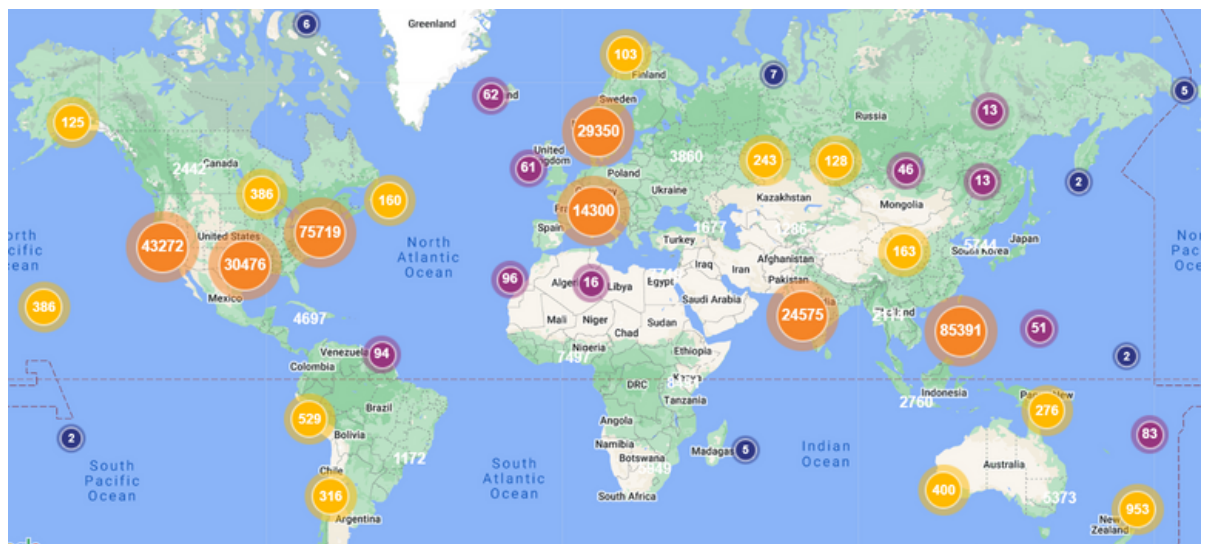 6
Greenland
103
Finland
7
62
Sweden
Russia
13
5
125
29350
United
Kingdom
61
Poland
3860
243
128
46
13
2
2442
Canada
386
160
Ukraine
Kazakhstan
Mongolia
14300
Spain
1677
1286
43272
United States
75719
30476
North
Atlantic
Ocean
Turkey
Afghanistan
163
5744
South Korea
Japan
Mexico
96
16
Libya
Egypt
Iraq
Iran
Pakistan
Saudi Arabia
386
4697
Mali
Niger
Chad
Sudan
24575
85391
51
Venezuela
94
Colombia
Nigeria
7497
Ethiopia
2
DRC
Tanzania
Indonesia
2760
276
529
Brazil
Bolivia
Angola
2
83
1172
Namibia
Botswana
5
Indian
Ocean
South
Pacific
Ocean
South
Atlantic
Ocean
Chile
316
Argentina
South Africa
Australia
400
5373
953
New
Zealand